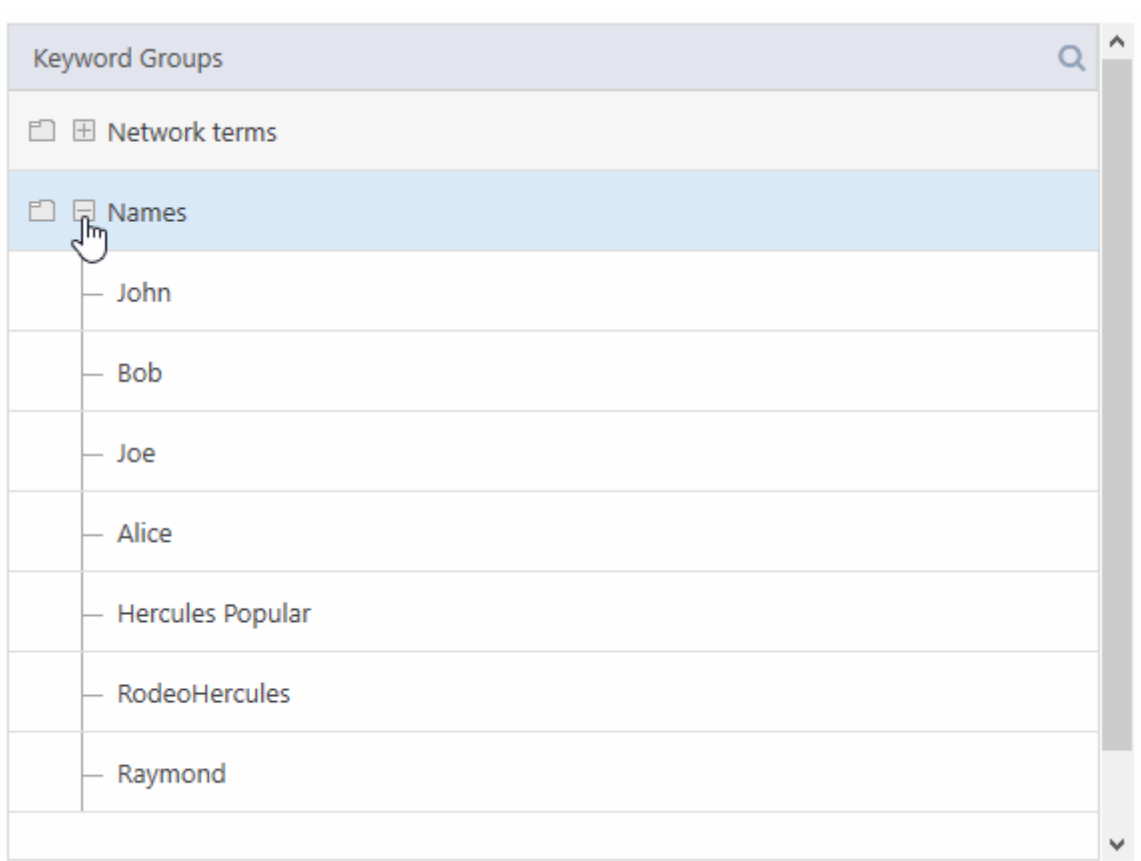 Keyword Groups
Network terms
Names
John
Bob
Joe
Alice
Hercules Popular
RodeoHercules
Raymond